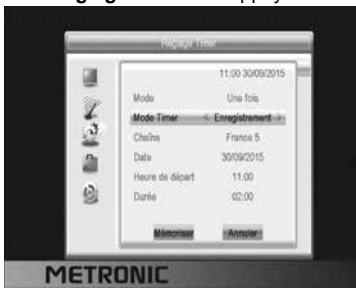 Réglage Timer
11:00 30/09/2015
Mode Une fois
Mode Timer < Enregistrement >
Chaîne France 5
Date 30/09/2015
Heure de départ 11:00
Durée 02:00
Mémoriser Annuler
METRONIC